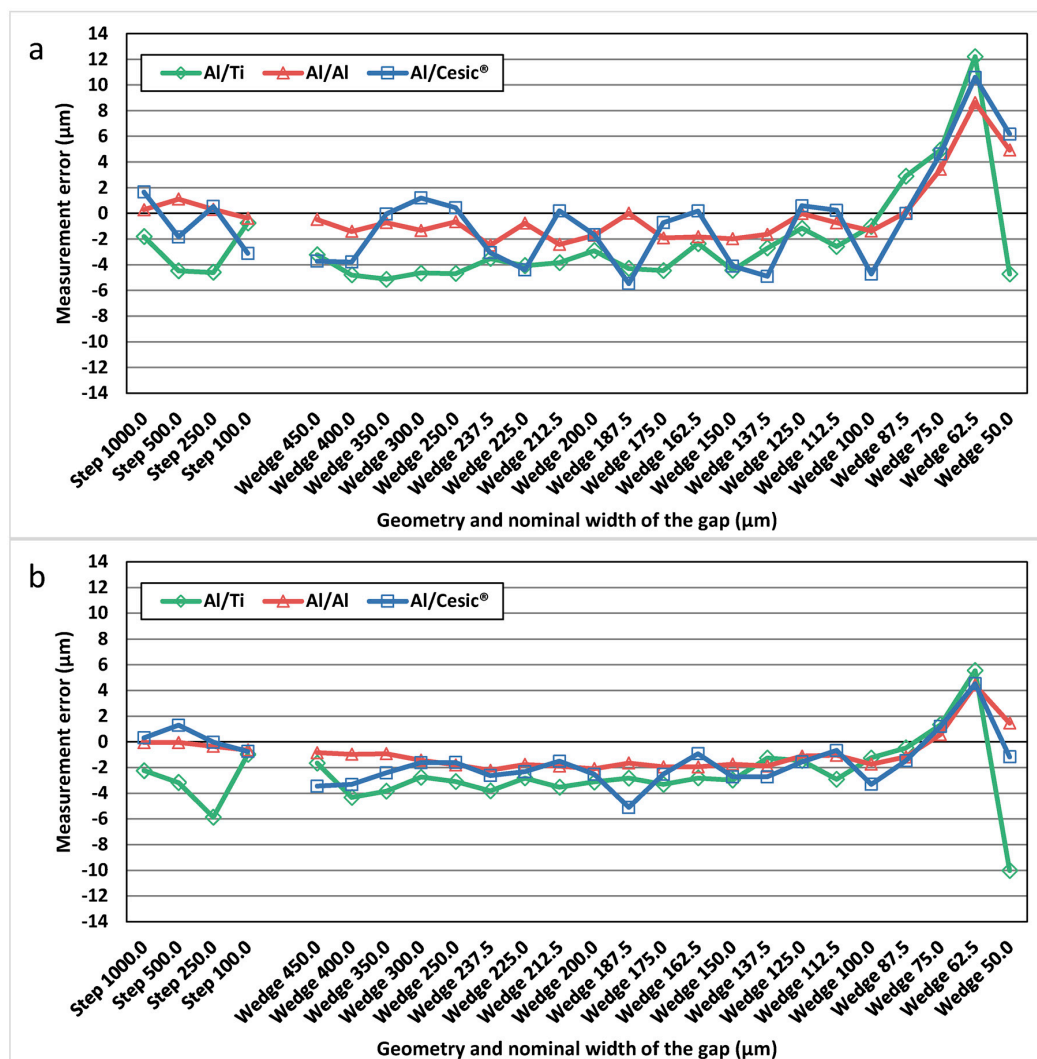 a
14
12
10
8
6
4
2
0
-2
-4
-6
-8
-10
-12
-14
Measurement error (µm)
Al/Ti Al/Al Al/Cesic®
Step 1000.0
Step 500.0
Step 250.0
Step 100.0
Wedge 450.0
Wedge 400.0
Wedge 350.0
Wedge 300.0
Wedge 250.0
Wedge 237.5
Wedge 225.0
Wedge 212.5
Wedge 200.0
Wedge 187.5
Wedge 175.0
Wedge 162.5
Wedge 150.0
Wedge 137.5
Wedge 125.0
Wedge 112.5
Wedge 100.0
Wedge 87.5
Wedge 75.0
Wedge 62.5
Wedge 50.0
Geometry and nominal width of the gap (µm)
b
14
12
10
8
6
4
2
0
-2
-4
-6
-8
-10
-12
-14
Measurement error (µm)
Al/Ti Al/Al Al/Cesic®
Step 1000.0
Step 500.0
Step 250.0
Step 100.0
Wedge 450.0
Wedge 400.0
Wedge 350.0
Wedge 300.0
Wedge 250.0
Wedge 237.5
Wedge 225.0
Wedge 212.5
Wedge 200.0
Wedge 187.5
Wedge 175.0
Wedge 162.5
Wedge 150.0
Wedge 137.5
Wedge 125.0
Wedge 112.5
Wedge 100.0
Wedge 87.5
Wedge 75.0
Wedge 62.5
Wedge 50.0
Geometry and nominal width of the gap (µm)